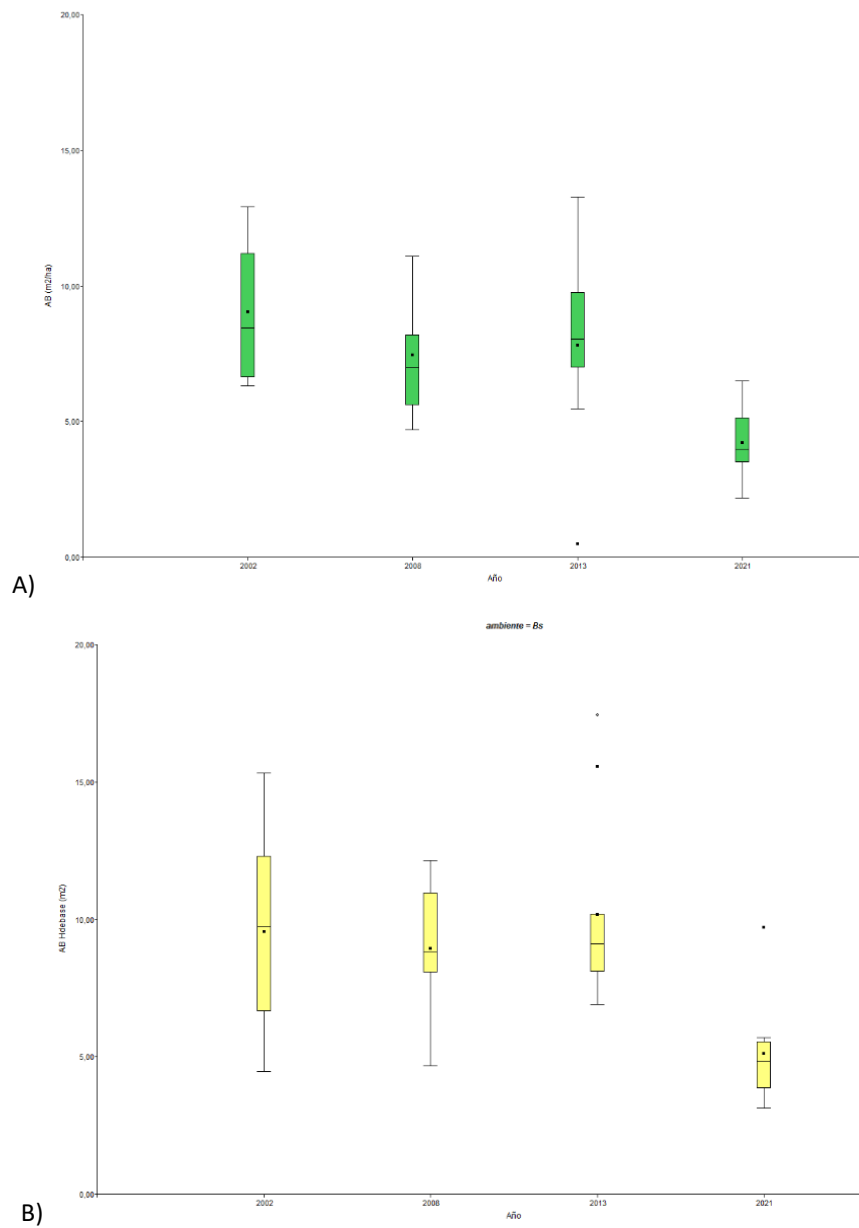 20,00
15,00
AB (m2/ha)
10,00
5,00
0,00
2002 2008 2013 2021
Año
A)
ambiente = Bs
20,00
15,00
AB Hdebase (m2)
10,00
5,00
0,00
2002 2008 2013 2021
Año
B)